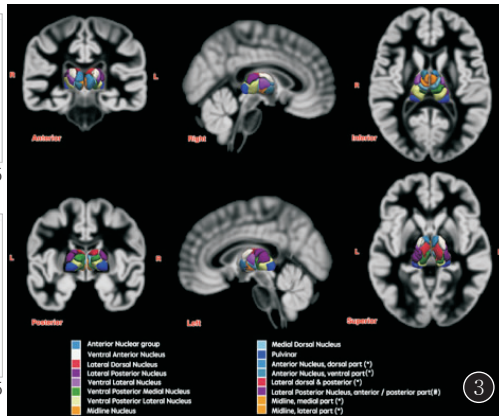 R
L
R
Anterior
Right
Inferior
L
R
L
Posterior
Left
Superior
Anterior Nuclear group
Ventral Anterior Nucleus
Lateral Dorsal Nucleus
Lateral Posterior Nucleus
Ventral Lateral Nucleus
Ventral Posterior Medial Nucleus
Ventral Posterior Lateral Nucleus
Midline Nucleus
Medial Dorsal Nucleus
Pulvinar
Anterior Nucleus, dorsal part (*)
Anterior Nucleus, ventral part(*)
Lateral dorsal & posterior (*)
Lateral Posterior Nucleus, anterior / posterior part(#)
Midline, medial part (*)
Midline, lateral part (*)
3